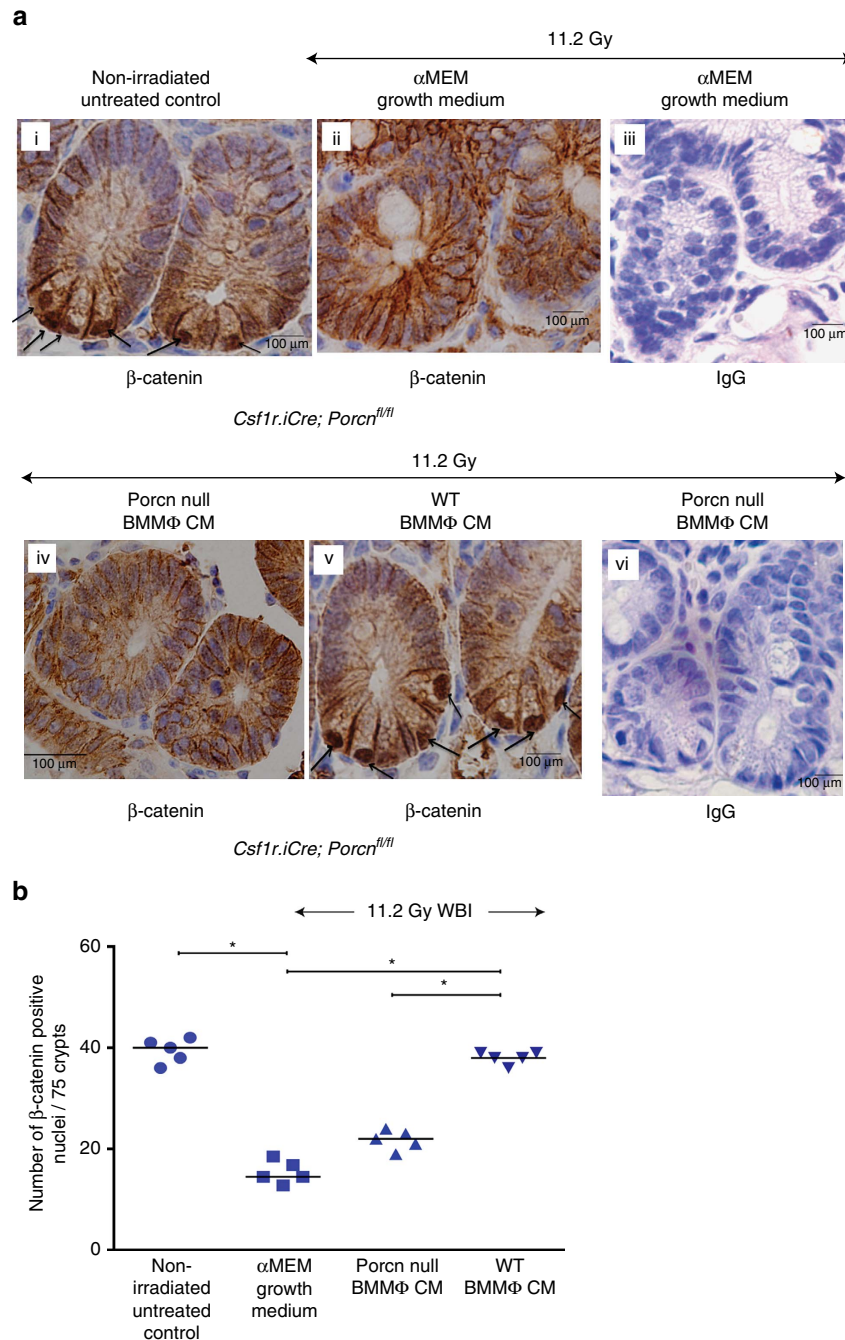 a
11.2 Gy
Non-irradiated
untreated control
αMEM
growth medium
αMEM
growth medium
i
ii
iii
100 μm
100 μm
100 μm
β-catenin
β-catenin
IgG
Csf1r.iCre; Porcn^fl/fl
11.2 Gy
Porcn null
BMMΦ CM
WT
BMMΦ CM
Porcn null
BMMΦ CM
iv
v
vi
100 μm
100 μm
100 μm
β-catenin
β-catenin
IgG
Csf1r.iCre; Porcn^fl/fl
b
11.2 Gy WBI
Number of β-catenin positive
nuclei / 75 crypts
60
40
20
0
*
*
*
Non-
irradiated
untreated
control
αMEM
growth
medium
Porcn null
BMMΦ CM
WT
BMMΦ CM